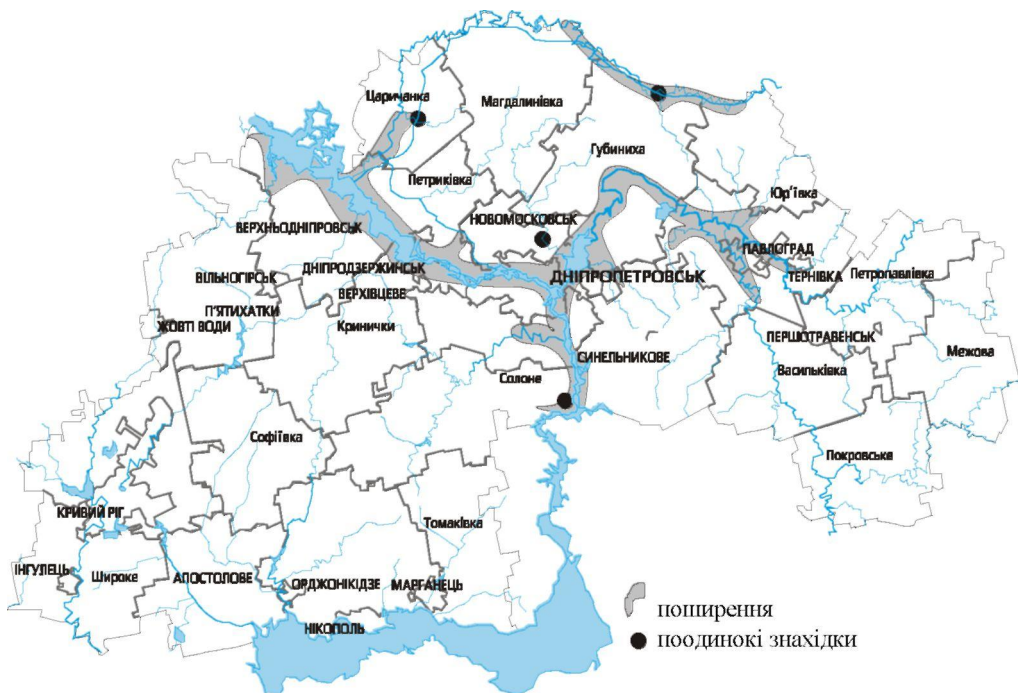 Царичанка
Магдалинівка
Губиниха
Петриківка
Юр'ївка
НОВОМОСКОВСЬК
ВЕРХНЬОДНІПРОВСЬК
ПАВЛОГРАД
ДНІПРОДЗЕРЖИНСЬК
ДНІПРОПЕТРОВСЬК
ВІЛЬНОГІРСЬК
ТЕРНІВКА
Петропавлівка
ВЕРХІВЦЕВЕ
П'ЯТИХАТКИ
ЖОВТІ ВОДИ
Кринички
ПЕРШОТРАВЕНСЬК
Межова
СИНЕЛЬНИКОВЕ
Васильківка
Солоне
Софіївка
Покровське
КРИВИЙ РІГ
Томаківка
ІНГУЛЕЦЬ
Широке
АПОСТОЛОВЕ
ОРДЖОНІКІДЗЕ
МАРГАНЕЦЬ
НІКОПОЛЬ
поширення
поодинокі знахідки